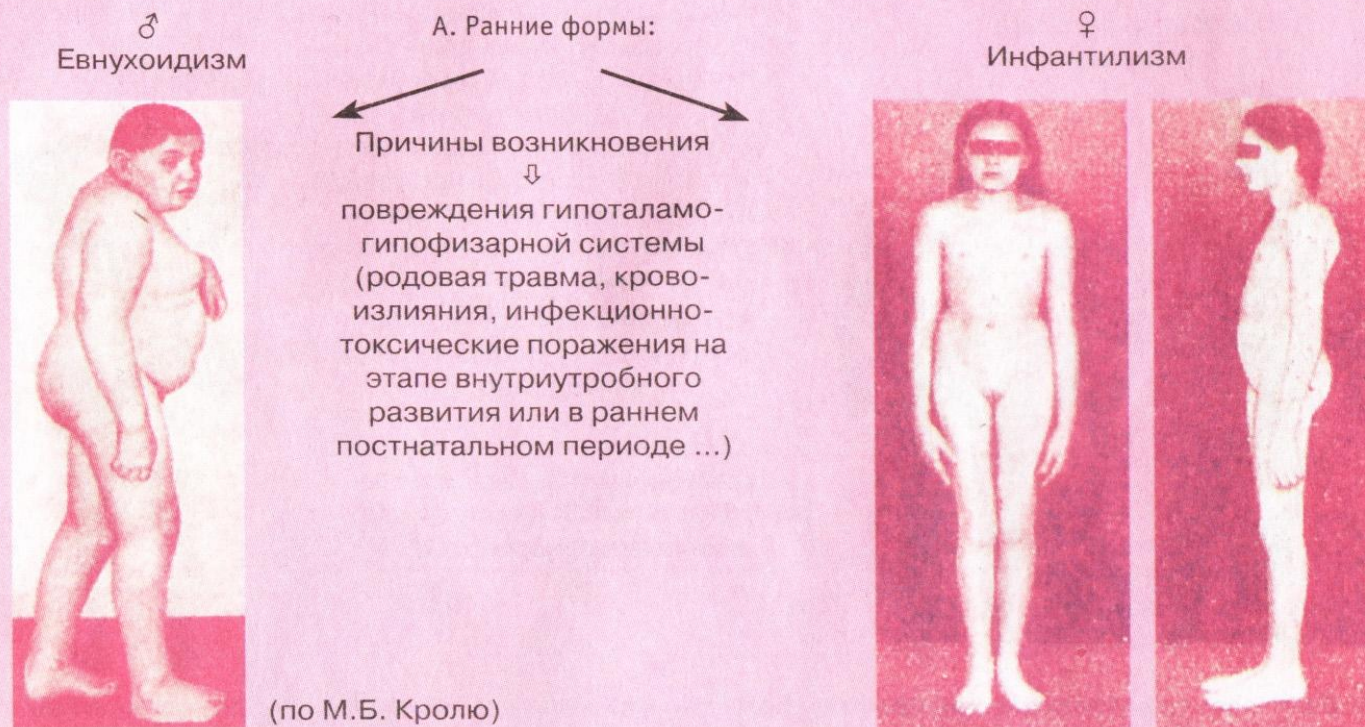 ♂
Евнухоидизм
А. Ранние формы:
♀
Инфантилизм
Причины возникновения
⇩
повреждения гипоталамо-
гипофизарной системы
(родовая травма, крово-
излияния, инфекционно-
токсические поражения на
этапе внутриутробного
развития или в раннем
постнатальном периоде ...)
(по М.Б. Кролю)